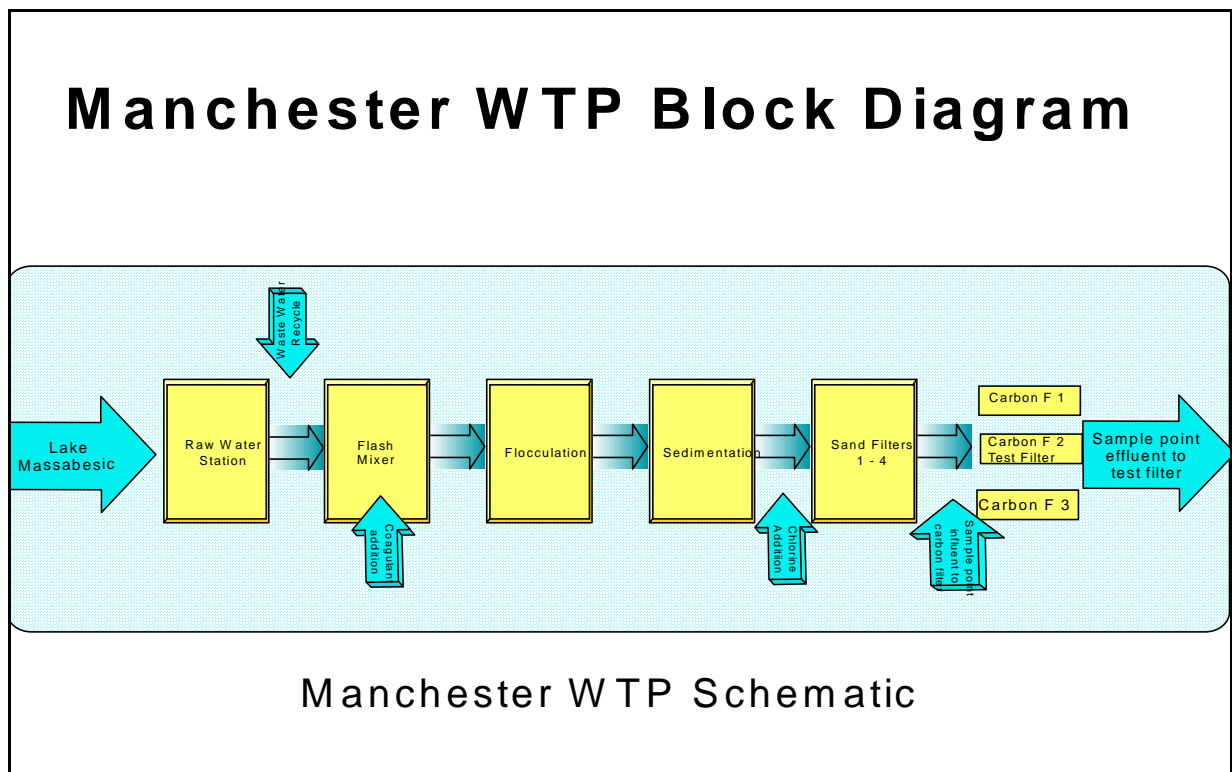 Manchester WTP Block Diagram
Waste Water
Recycle
Lake
Massabesic
Raw Water
Station
Flash
Mixer
Flocculation
Sedimentation
Sand Filters
1 - 4
Carbon F 1
Carbon F 2
Test Filter
Carbon F 3
Sample point
effluent to
test filter
Coagulant
addition
Chlorine
Addition
Sample point
influent to
carbon filter
Manchester WTP Schematic